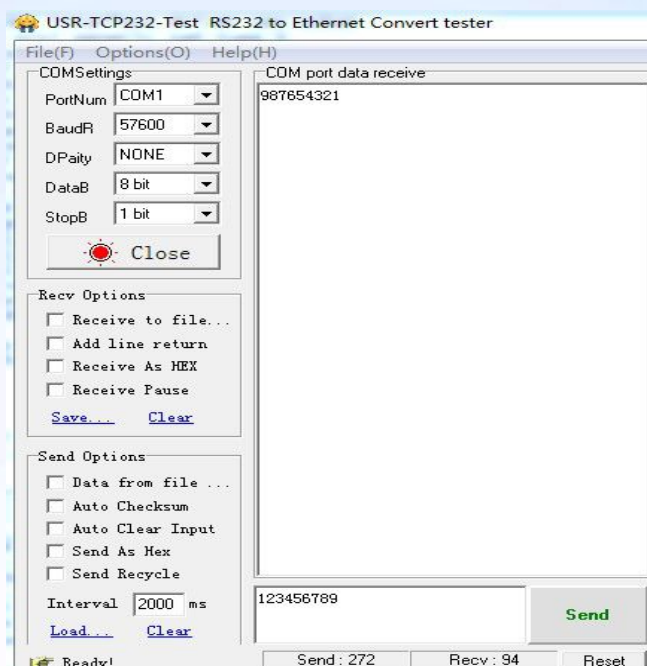 USR-TCP232-Test RS232 to Ethernet Convert tester
File(F) Options(O) Help(H)
COMSettings
PortNum COM1
BaudR 57600
DPaity NONE
DataB 8 bit
StopB 1 bit
Close
Recv Options
Receive to file...
Add line return
Receive As HEX
Receive Pause
Save... Clear
Send Options
Data from file ...
Auto Checksum
Auto Clear Input
Send As Hex
Send Recycle
Interval 2000 ms
Load... Clear
COM port data receive
987654321
123456789
Send
Ready!
Send : 272
Recv : 94
Reset